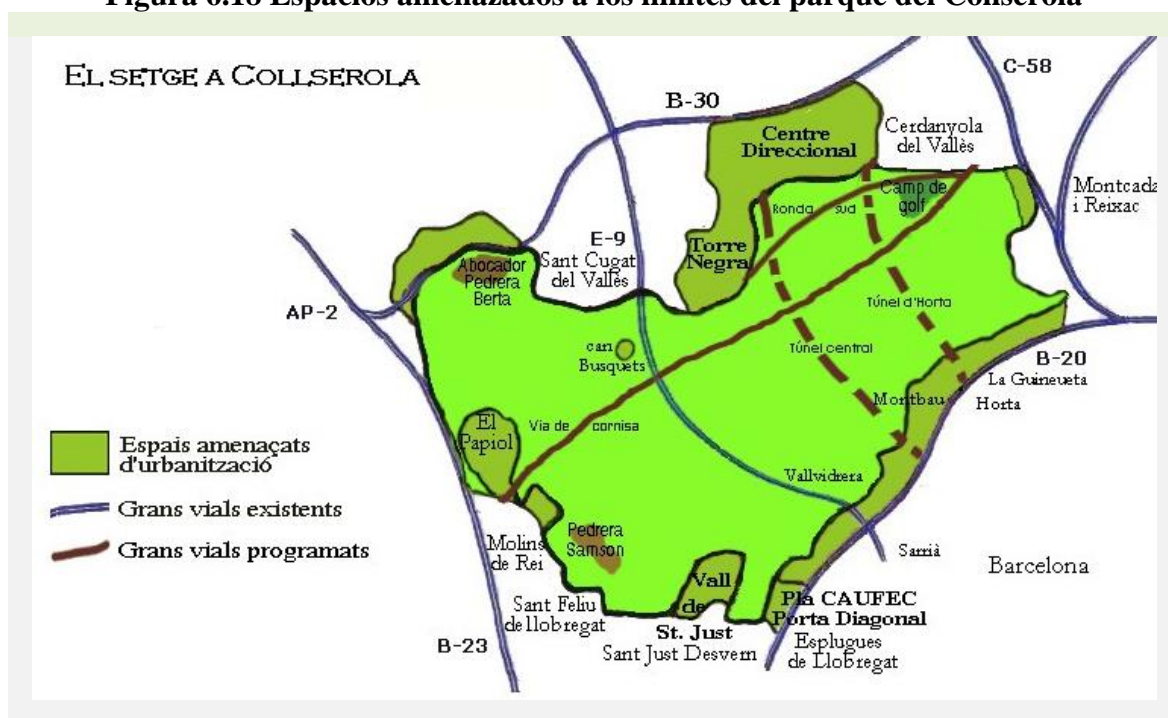 Figura 6.18 Espacios amenazados a los límites del parque del Conserola
EL SETGE A COLLSEROLA
C-58
B-30
Centre
Direccional
Cerdanyola
del Vallès
Montcada
i Reixac
Camp de
golf
Ronda sud
E-9
Sant Cugat
del Vallès
Torre
Negra
Abocador
Pedrera
Berta
AP-2
Túnel d'Horta
can
Busquets
Túnel central
B-20
La Guineueta
Horta
Montbau
El
Papiol
Via de cornisa
Espais amenaçats
d'urbanització
Vallvidrera
Grans vials existents
Grans vials programats
Molins
de Rei
Pedrera
Samson
Sarrià
Barcelona
Vall
de
St. Just
Sant Just Desvern
Pla CAUFEC
Porta Diagonal
Esplugues
de Llobregat
Sant Feliu
de llobregat
B-23